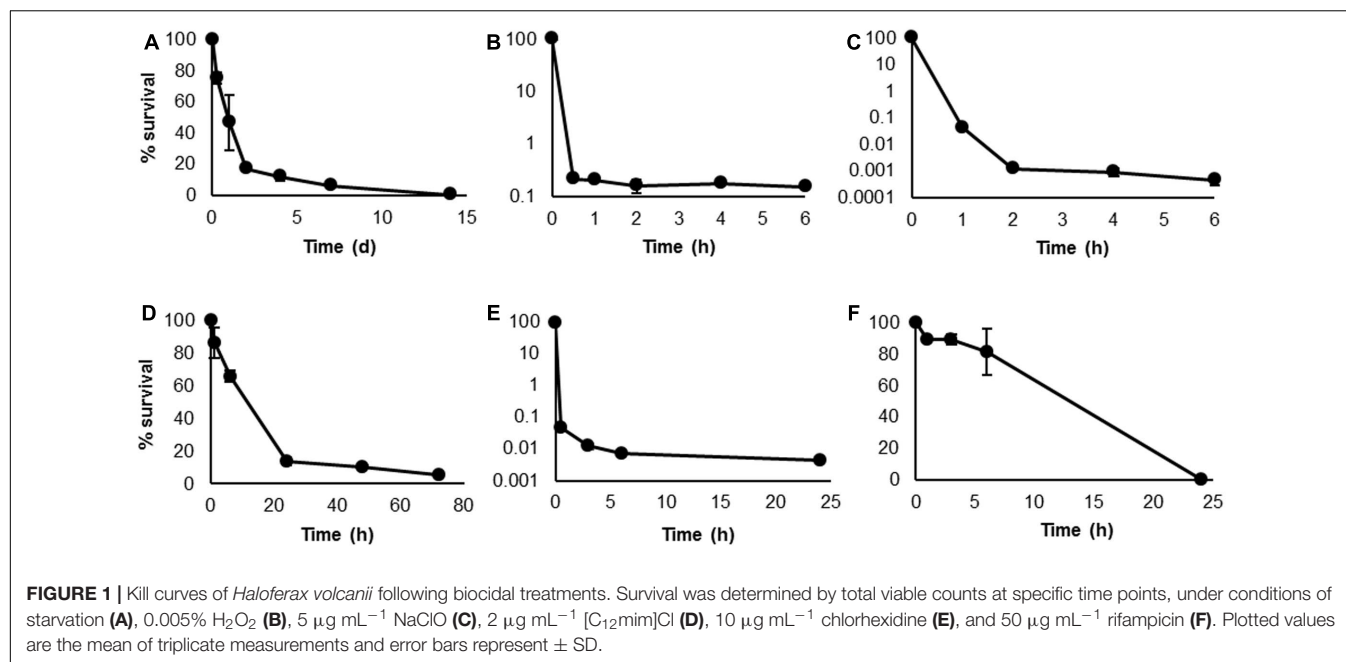 A
100
80
60
40
20
0
% survival
0 5 10 15
Time (d)
B
100
10
1
0.1
0 1 2 3 4 5 6
Time (h)
C
100
10
1
0.1
0.01
0.001
0.0001
0 1 2 3 4 5 6
Time (h)
D
100
80
60
40
20
0
% survival
0 20 40 60 80
Time (h)
E
100
10
1
0.1
0.01
0.001
0 5 10 15 20 25
Time (h)
F
100
80
60
40
20
0
0 5 10 15 20 25
Time (h)
FIGURE 1 | Kill curves of Haloferax volcanii following biocidal treatments. Survival was determined by total viable counts at specific time points, under conditions of
starvation (A), 0.005% H₂O₂ (B), 5 μg mL⁻¹ NaClO (C), 2 μg mL⁻¹ [C₁₂mim]Cl (D), 10 μg mL⁻¹ chlorhexidine (E), and 50 μg mL⁻¹ rifampicin (F). Plotted values
are the mean of triplicate measurements and error bars represent ± SD.